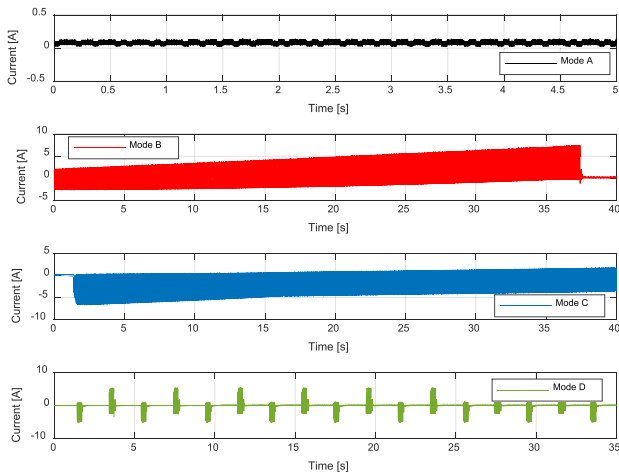 0.5
0
-0.5
Current [A]
Mode A
0 0.5 1 1.5 2 2.5 3 3.5 4 4.5 5
Time [s]
10
5
0
-5
Current [A]
Mode B
0 5 10 15 20 25 30 35 40
Time [s]
5
0
-5
-10
Current [A]
Mode C
0 5 10 15 20 25 30 35 40
Time [s]
10
0
-10
Current [A]
Mode D
0 5 10 15 20 25 30 35
Time [s]